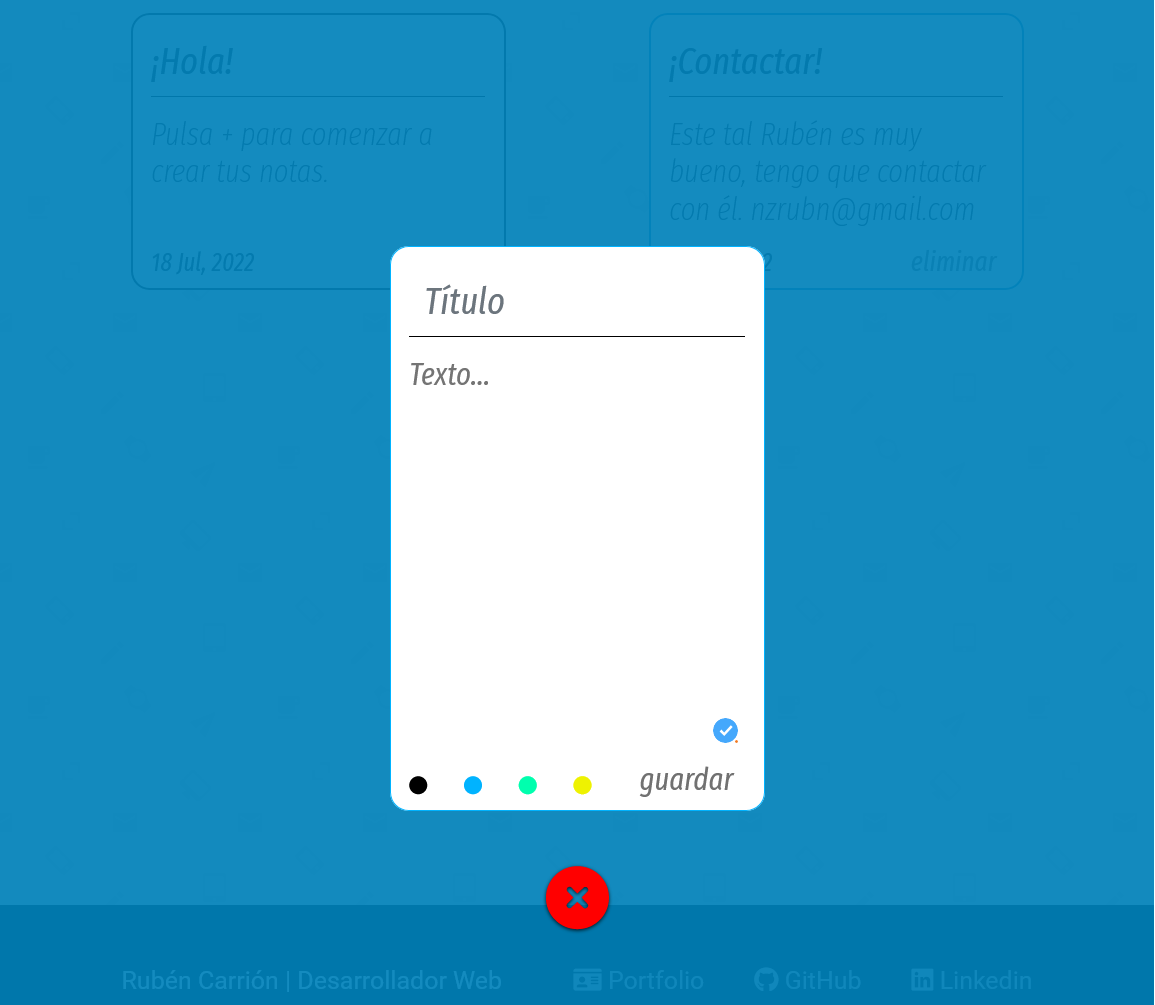 ¡Hola!
Pulsa + para comenzar a
crear tus notas.
18 Jul, 2022
¡Contactar!
Este tal Rubén es muy
bueno, tengo que contactar
con él. nzrubn@gmail.com
2
eliminar
Título
Texto...
guardar
Rubén Carrión | Desarrollador Web
Portfolio
GitHub
Linkedin